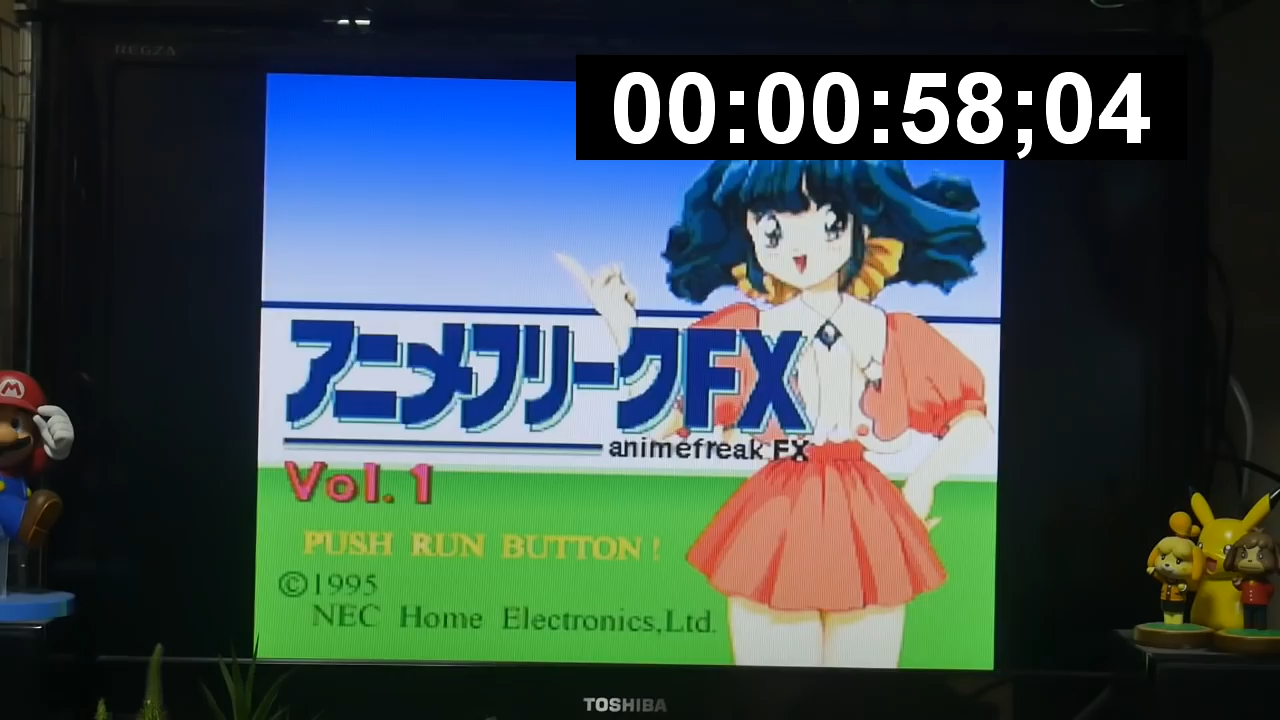 REGZA
00:00:58;04
アニメフリークFX
animefreak FX
Vol.1
PUSH RUN BUTTON!
©1995
NEC Home Electronics,Ltd.
TOSHIBA
M